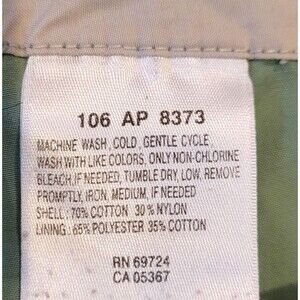 106 AP 8373
MACHINE WASH, COLD, GENTLE CYCLE,
WASH WITH LIKE COLORS, ONLY NON-CHLORINE
BLEACH,IF NEEDED, TUMBLE DRY, LOW, REMOVE
PROMPTLY, IRON, MEDIUM, IF NEEDED
SHELL : 70% COTTON 30% NYLON
LINING : 65% POLYESTER 35% COTTON
RN 69724
CA 05367